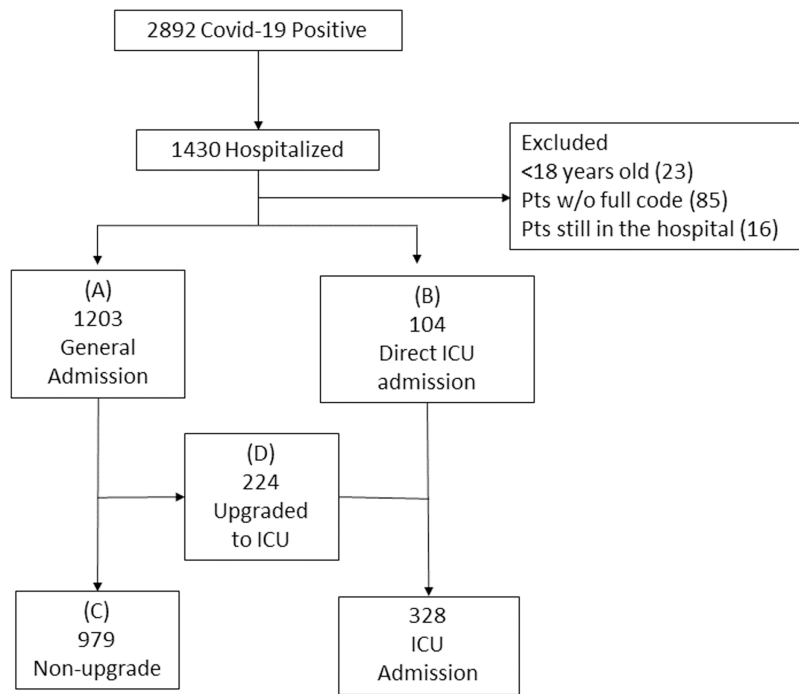 2892 Covid-19 Positive
1430 Hospitalized
Excluded
<18 years old (23)
Pts w/o full code (85)
Pts still in the hospital (16)
(A)
1203
General
Admission
(B)
104
Direct ICU
admission
(D)
224
Upgraded
to ICU
(C)
979
Non-upgrade
328
ICU
Admission